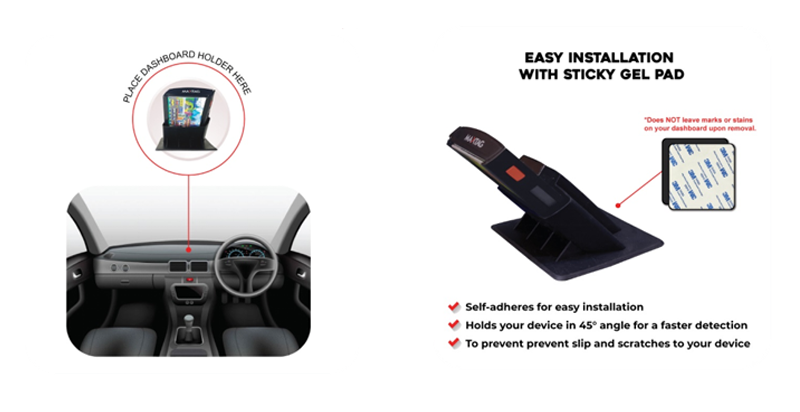 PLACE DASHBOARD HOLDER HERE
EASY INSTALLATION
WITH STICKY GEL PAD
*Does NOT leave marks or stains
on your dashboard upon removal.
3M
Self-adheres for easy installation
Holds your device in 45° angle for a faster detection
To prevent prevent slip and scratches to your device